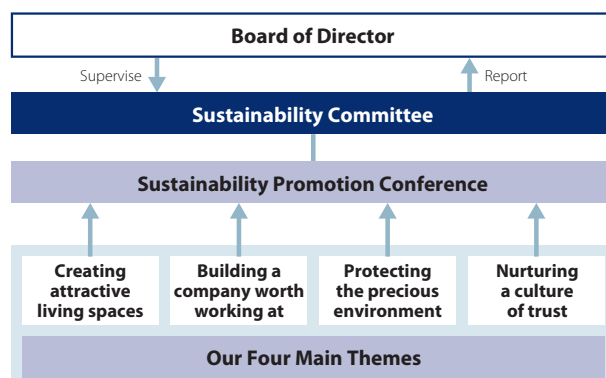 Board of Director
Supervise
Report
Sustainability Committee
Sustainability Promotion Conference
Creating
attractive
living spaces
Building a
company worth
working at
Protecting
the precious
environment
Nurturing
a culture
of trust
Our Four Main Themes